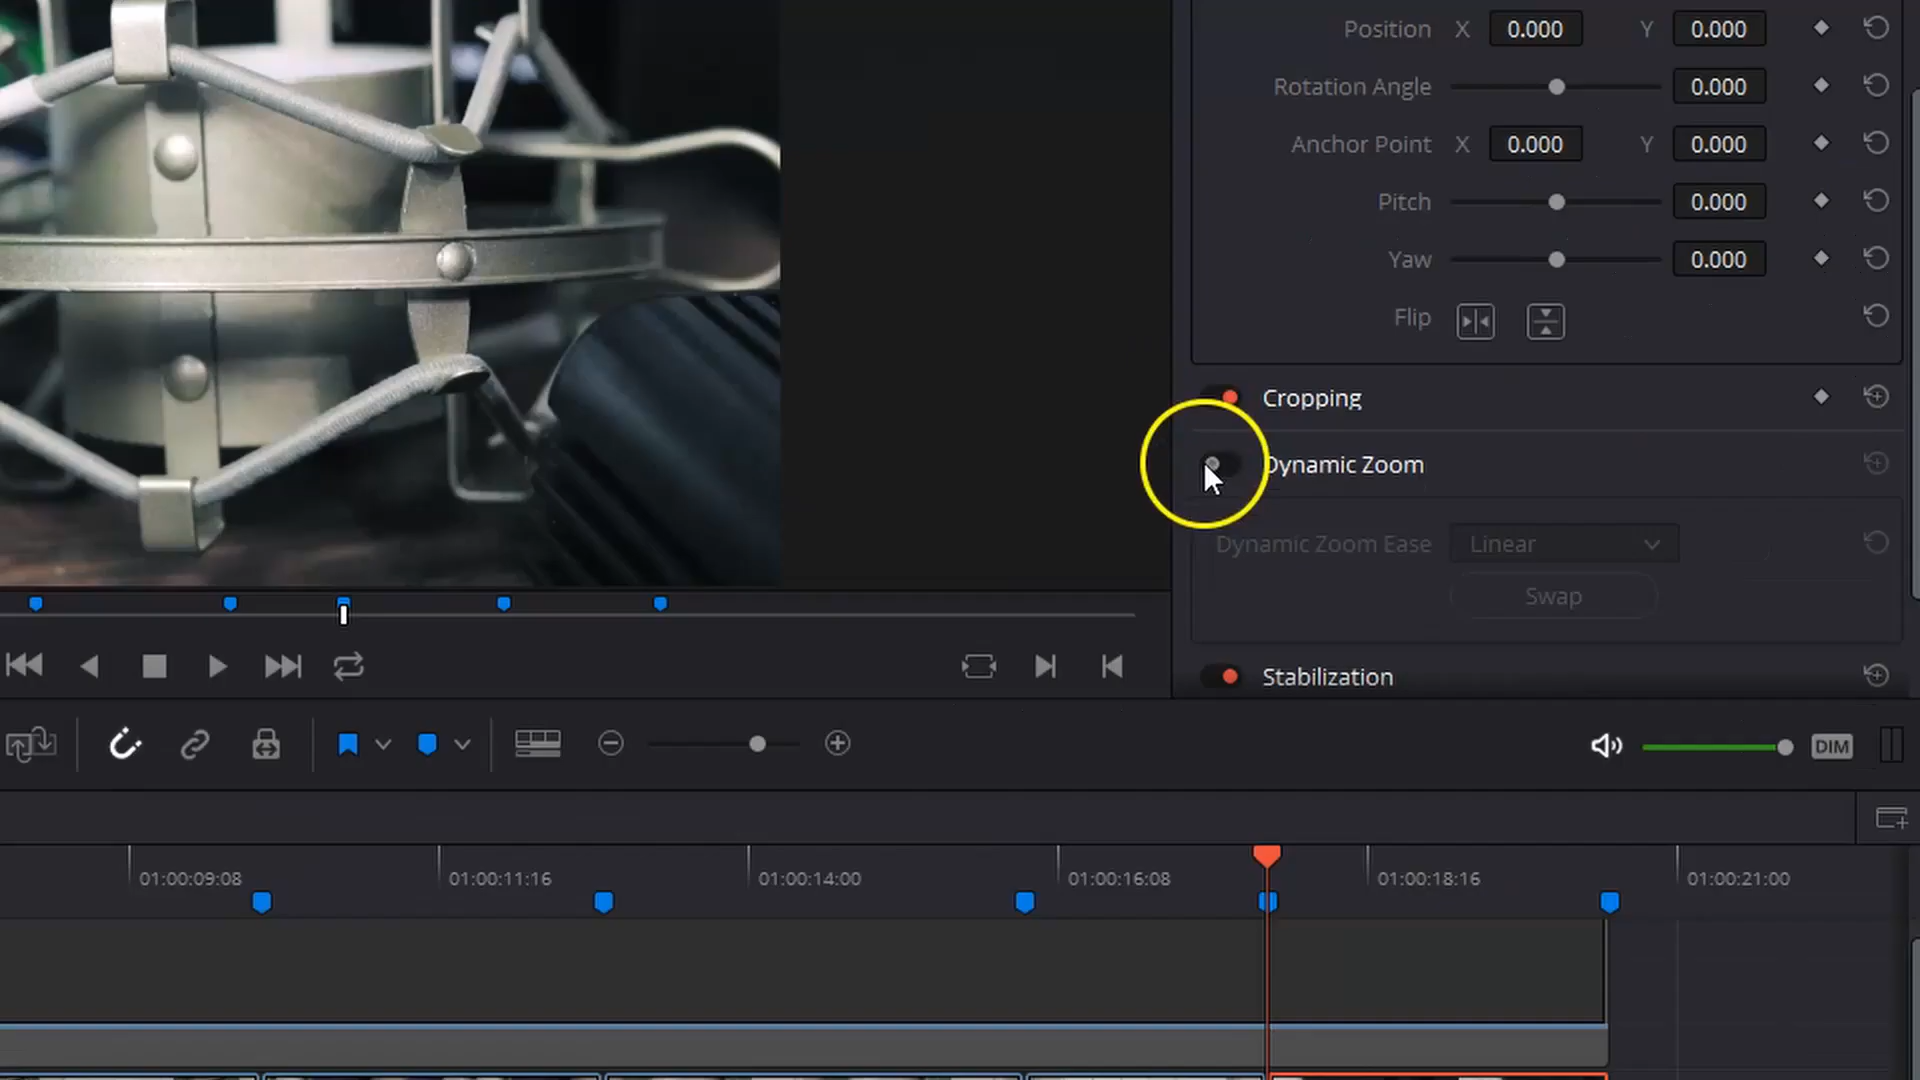 Position X 0.000 Y 0.000
Rotation Angle 0.000
Anchor Point X 0.000 Y 0.000
Pitch 0.000
Yaw 0.000
Flip
Cropping
Dynamic Zoom
Dynamic Zoom Ease Linear
Swap
Stabilization
DIM
01:00:09:08 01:00:11:16 01:00:14:00 01:00:16:08 01:00:18:16 01:00:21:00